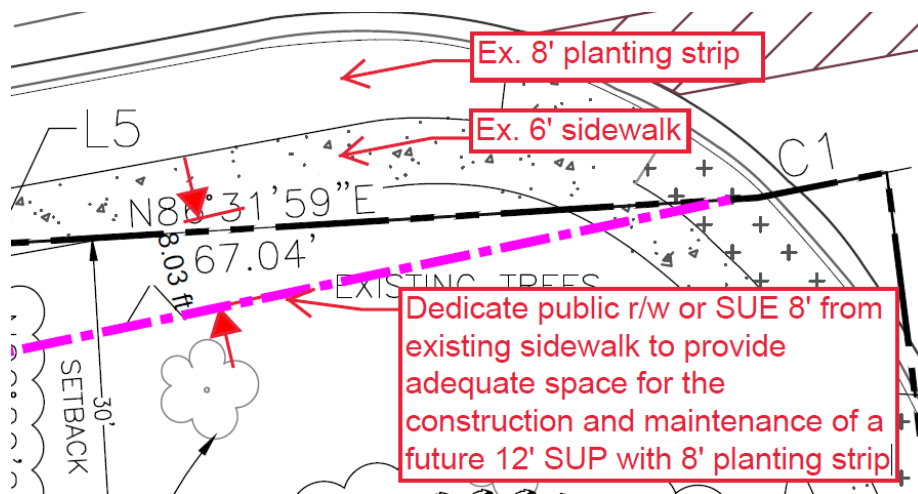 Ex. 8' planting strip
L5
Ex. 6' sidewalk
C1
N86°31'59"E
67.04'
8.03 ft
EXISTING TREES
Dedicate public r/w or SUE 8' from
existing sidewalk to provide
adequate space for the
construction and maintenance of a
future 12' SUP with 8' planting strip
SETBACK
30'